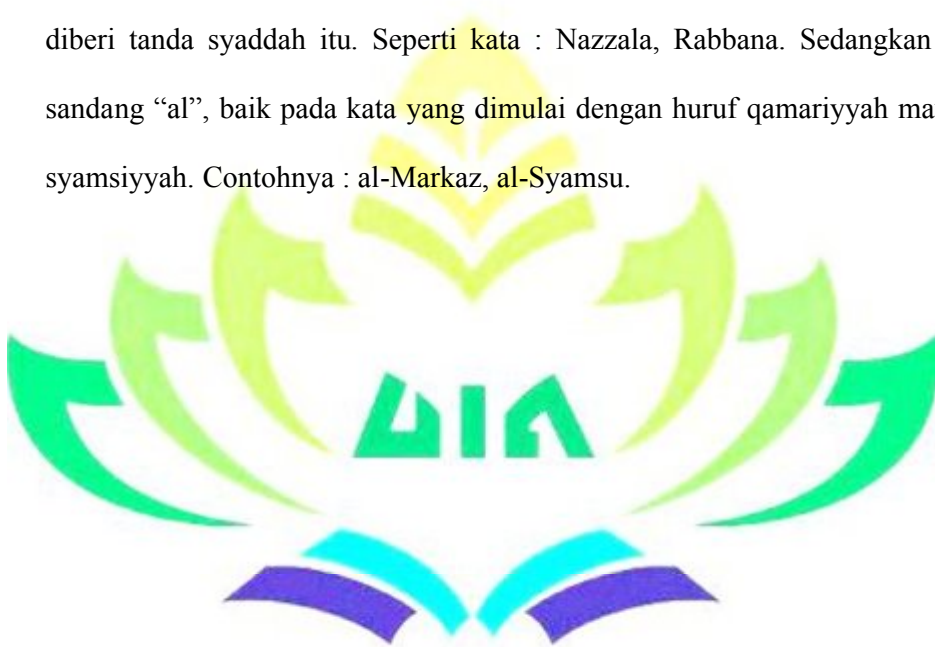 diberi tanda syaddah itu. Seperti kata : Nazzala, Rabbana. Sedangkan
sandang “al”, baik pada kata yang dimulai dengan huruf qamariyyah ma
syamsiyyah. Contohnya : al-Markaz, al-Syamsu.